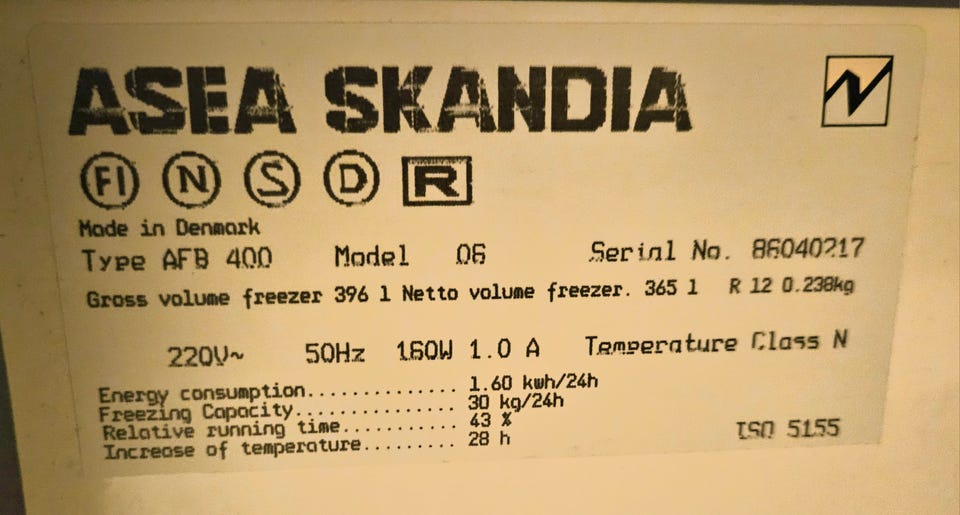 ASEA SKANDIA
FI N S D R
Made in Denmark
Type AFB 400 Model 06 Serial No. 86040217
Gross volume freezer 396 l Netto volume freezer. 365 l R 12 0.238kg
220V~ 50Hz 160W 1.0 A Temperature Class N
Energy consumption............. 1.60 kwh/24h
Freezing Capacity.............. 30 kg/24h
Relative running time.......... 43 %
Increase of temperature........ 28 h
ISO 5155